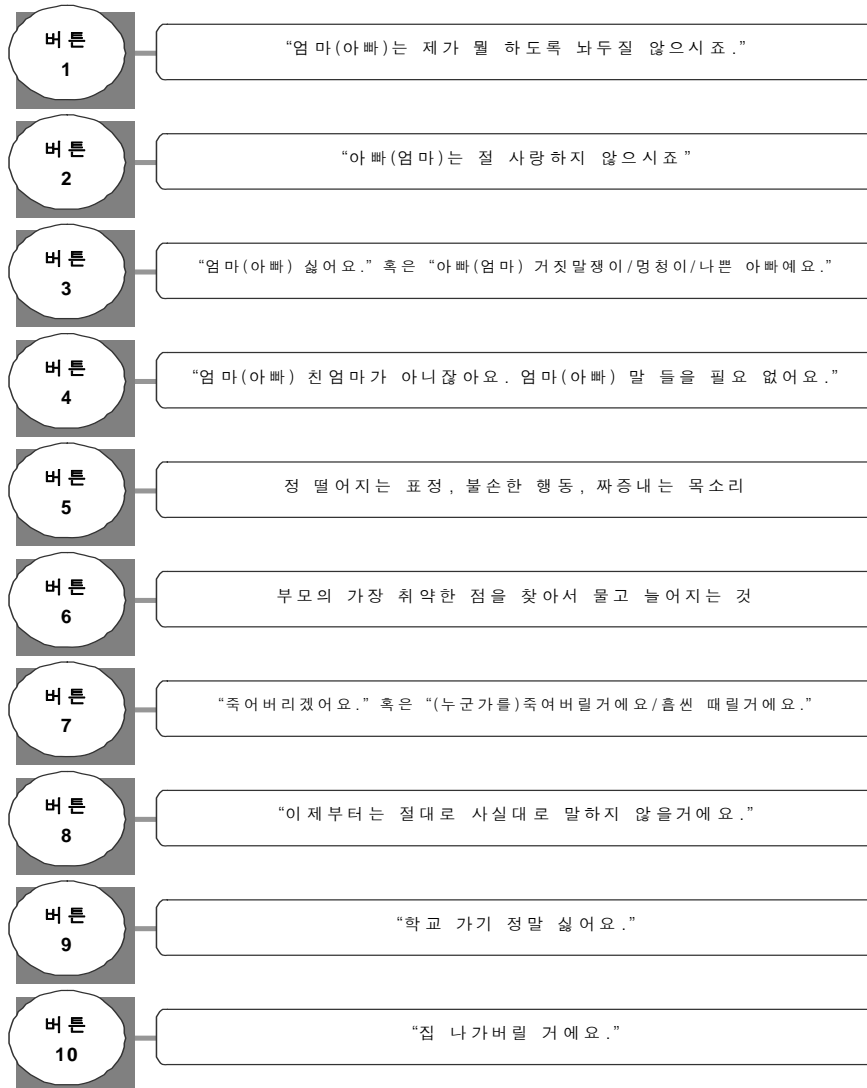 버튼
1
“엄마(아빠)는 제가 뭘 하도록 놔두질 않으시죠.”
버튼
2
“아빠(엄마)는 절 사랑하지 않으시죠”
버튼
3
“엄마(아빠) 싫어요.” 혹은 “아빠(엄마) 거짓말쟁이/멍청이/나쁜 아빠예요.”
버튼
4
“엄마(아빠) 친엄마가 아니잖아요. 엄마(아빠) 말 들을 필요 없어요.”
버튼
5
정 떨어지는 표정, 불손한 행동, 짜증내는 목소리
버튼
6
부모의 가장 취약한 점을 찾아서 물고 늘어지는 것
버튼
7
“죽어버리겠어요.” 혹은 “(누군가를)죽여버릴거에요/흠씬 때릴거에요.”
버튼
8
“이제부터는 절대로 사실대로 말하지 않을거에요.”
버튼
9
“학교 가기 정말 싫어요.”
버튼
10
“집 나가버릴 거에요.”